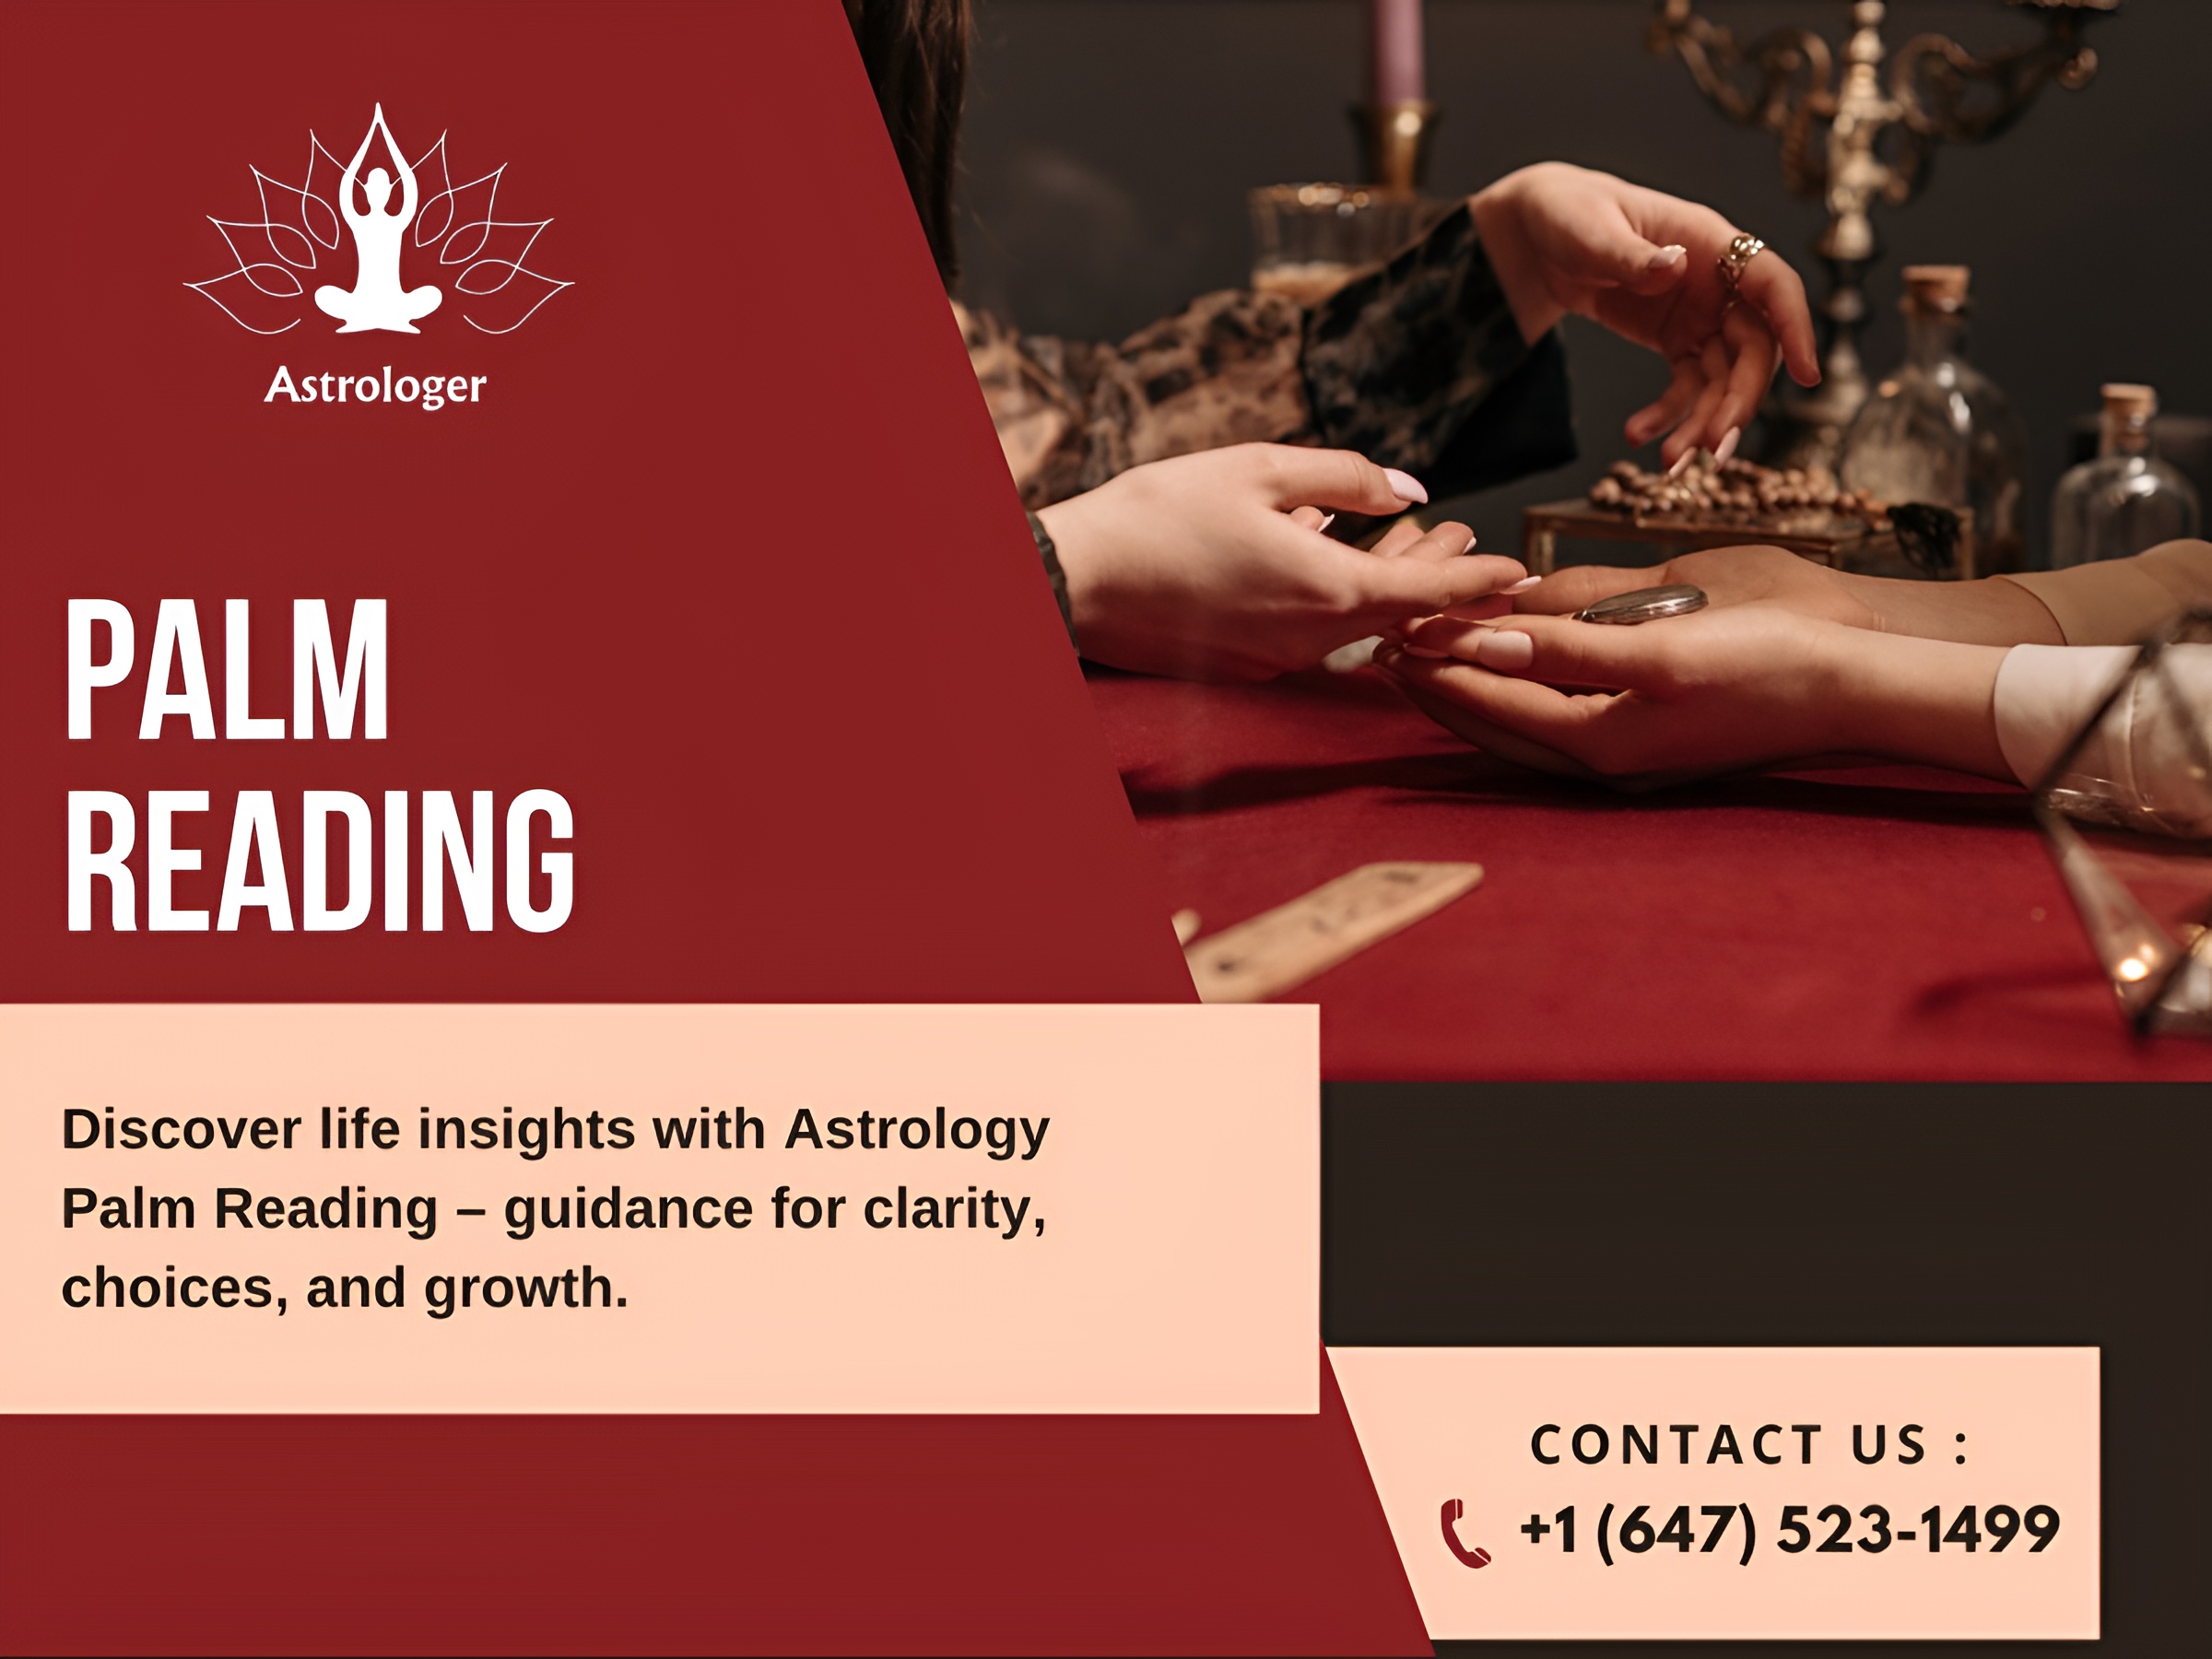 Astrologer
PALM
READING
Discover life insights with Astrology
Palm Reading – guidance for clarity,
choices, and growth.
CONTACT US :
+1 (647) 523-1499